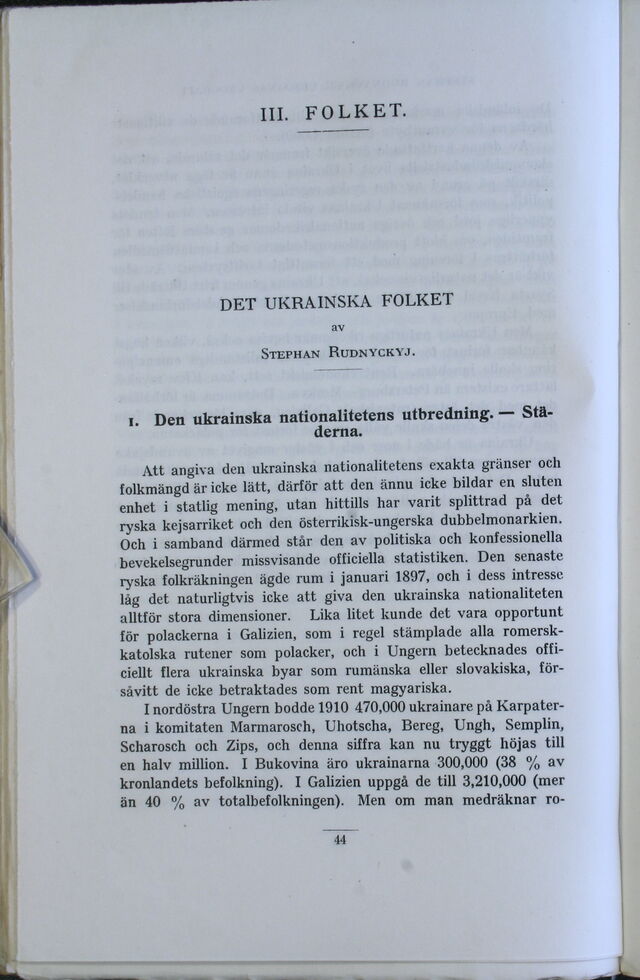 III. FOLKET.
DET UKRAINSKA FOLKET
av
STEPHAN RUDNYCKYJ.
1. Den ukrainska nationalitetens utbredning. — Stä-
derna.
Att angiva den ukrainska nationalitetens exakta gränser och
folkmängd är icke lätt, därför att den ännu icke bildar en sluten
enhet i statlig mening, utan hittills har varit splittrad på det
ryska kejsarriket och den österrikisk-ungerska dubbelmonarkien.
Och i samband därmed står den av politiska och konfessionella
bevekelsegrunder missvisande officiella statistiken. Den senaste
ryska folkräkningen ägde rum i januari 1897, och i dess intresse
låg det naturligtvis icke att giva den ukrainska nationaliteten
alltför stora dimensioner. Lika litet kunde det vara opportunt
för polackerna i Galizien, som i regel stämplade alla romersk-
katolska rutener som polacker, och i Ungern betecknades offi-
ciellt flera ukrainska byar som rumänska eller slovakiska, för-
såvitt de icke betraktades som rent magyariska.
I nordöstra Ungern bodde 1910 470,000 ukrainare på Karpater-
na i komitaten Marmarosch, Uhotscha, Bereg, Ungh, Semplin,
Scharosch och Zips, och denna siffra kan nu tryggt höjas till
en halv million. I Bukovina äro ukrainarna 300,000 (38 % av
kronlandets befolkning). I Galizien uppgå de till 3,210,000 (mer
än 40 % av totalbefolkningen). Men om man medräknar ro-
44